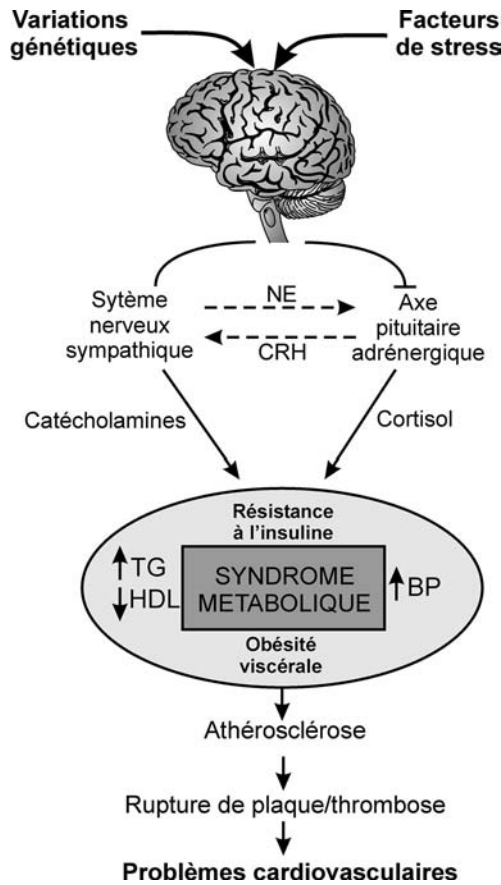 Variations
génétiques
Facteurs
de stress
Sytème
nerveux
sympathique
NE
CRH
Axe
pituitaire
adrénergique
Catécholamines
Cortisol
Résistance
à l'insuline
TG
HDL
SYNDROME
METABOLIQUE
BP
Obésité
viscérale
Athérosclérose
Rupture de plaque/thrombose
Problèmes cardiovasculaires